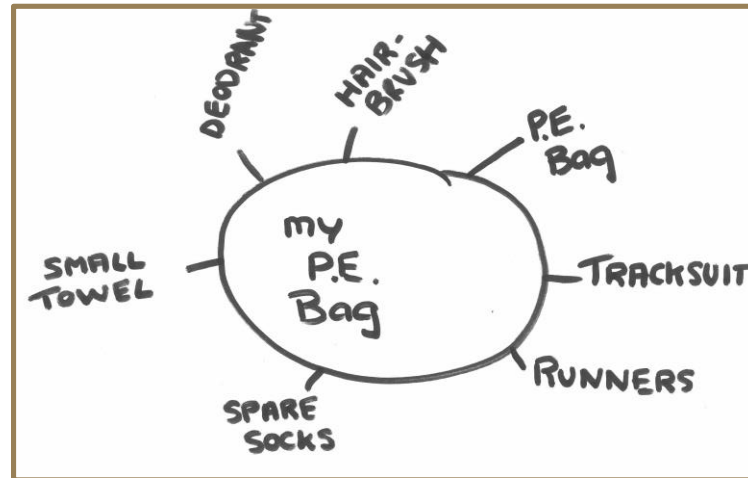 DEODRANT
HAIR-
BRUSH
P.E.
Bag
my
P.E.
Bag
SMALL
TOWEL
TRACKSUIT
RUNNERS
SPARE
SOCKS